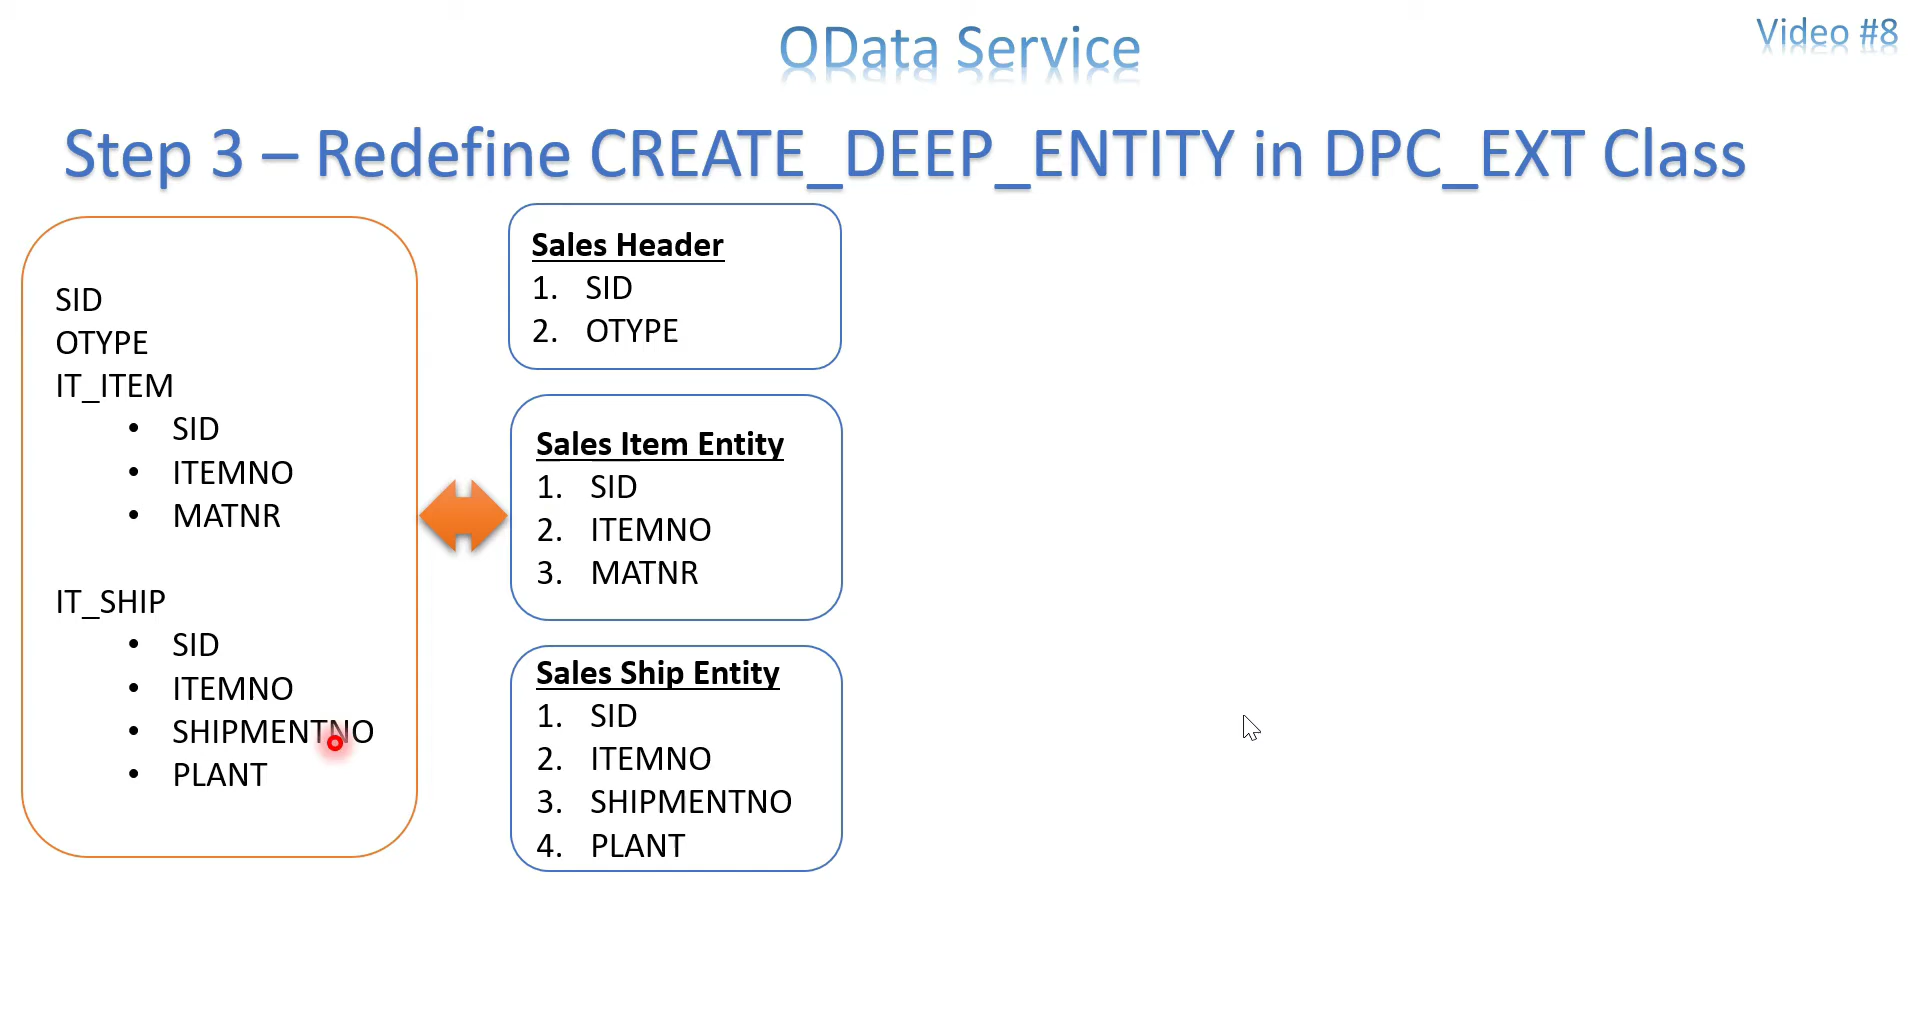 OData Service
Video #8
Step 3 – Redefine CREATE_DEEP_ENTITY in DPC_EXT Class
SID
OTYPE
IT_ITEM
• SID
• ITEMNO
• MATNR
IT_SHIP
• SID
• ITEMNO
• SHIPMENTNO
• PLANT
Sales Header
1. SID
2. OTYPE
Sales Item Entity
1. SID
2. ITEMNO
3. MATNR
Sales Ship Entity
1. SID
2. ITEMNO
3. SHIPMENTNO
4. PLANT